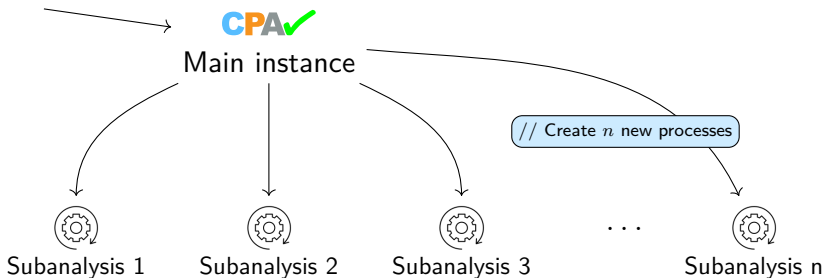 CPA
Main instance
// Create n new processes
...
Subanalysis 1
Subanalysis 2
Subanalysis 3
Subanalysis n